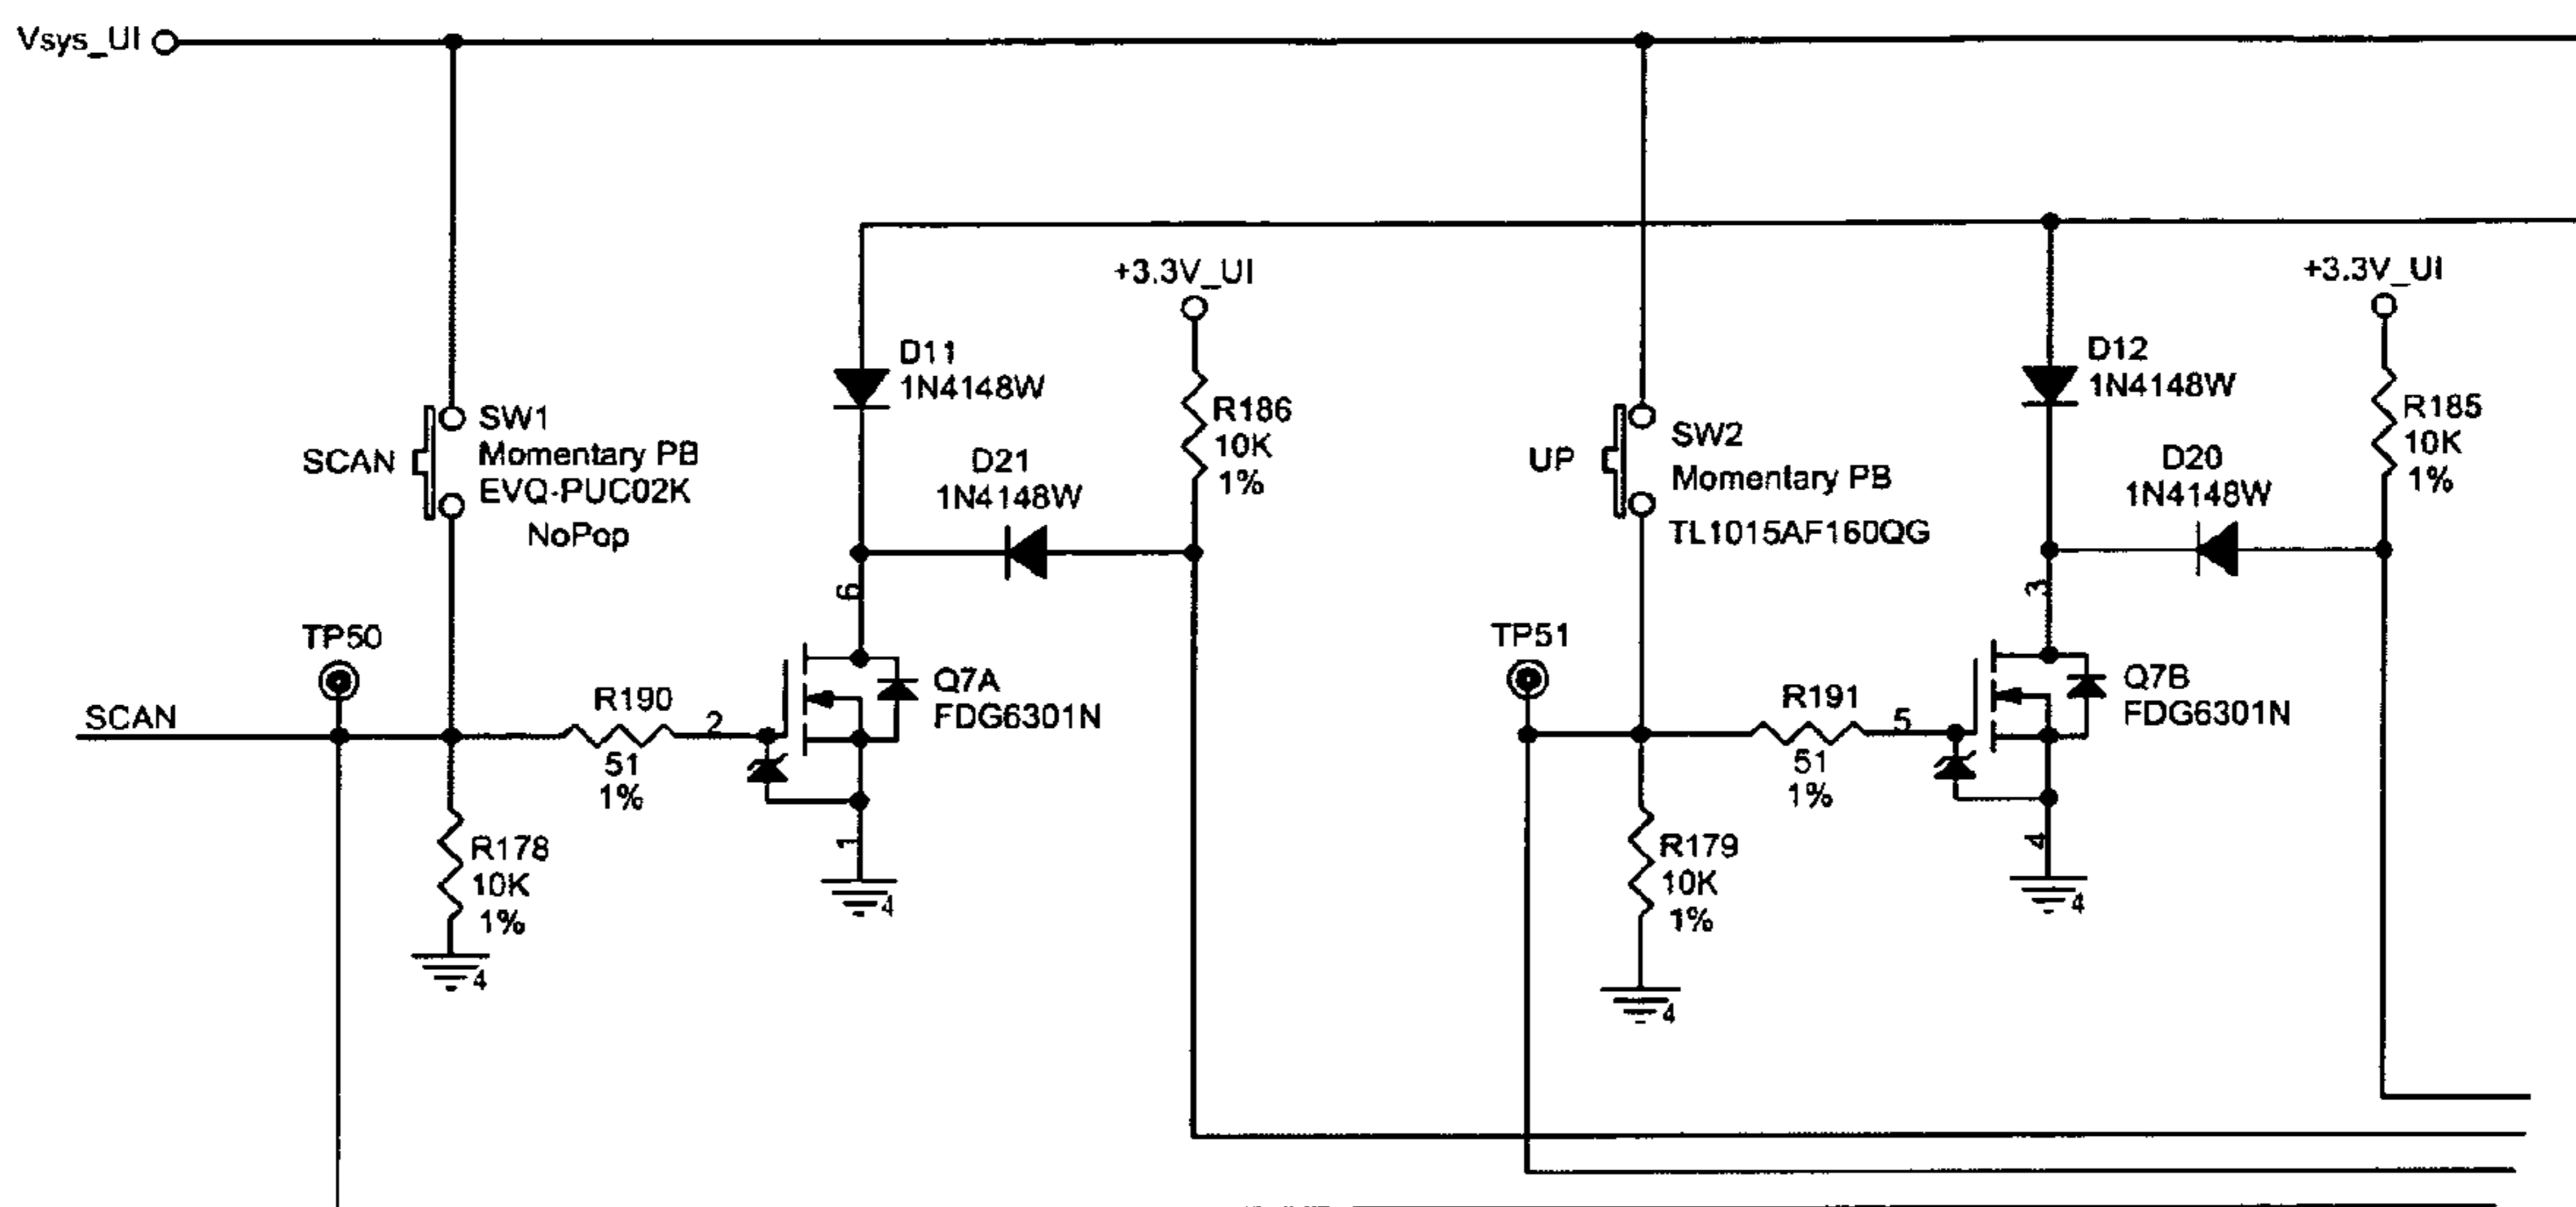 Vsys_UI
+3.3V_UI
+3.3V_UI
D11
1N4148W
D12
1N4148W
R186
10K
1%
R185
10K
1%
SCAN
SW1
Momentary PB
EVQ-PUC02K
NoPop
D21
1N4148W
UP
SW2
Momentary PB
TL1015AF160QG
D20
1N4148W
6
3
TP50
TP51
SCAN
R190
51
1%
2
Q7A
FDG6301N
R191
51
1%
5
Q7B
FDG6301N
R178
10K
1%
1
4
4
R179
10K
1%
4
4
4